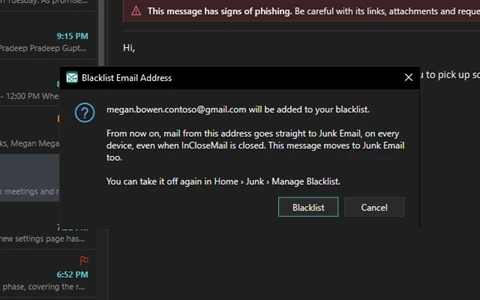 Tuesday. As promise...
This message has signs of phishing. Be careful with its links, attachments and reque
9:15 PM
Pradeep Pradeep Gupt...
Hi,
u to pick up so
Blacklist Email Address
- 12:00 PM Whe
ks, Megan Mega
k meetings and r
megan.bowen.contoso@gmail.com will be added to your blacklist.
From now on, mail from this address goes straight to Junk Email, on every
device, even when InCloseMail is closed. This message moves to Junk Email
too.
You can take it off again in Home › Junk › Manage Blacklist.
Blacklist
Cancel
new settings page has...
6:52 PM
phase, covering the r...